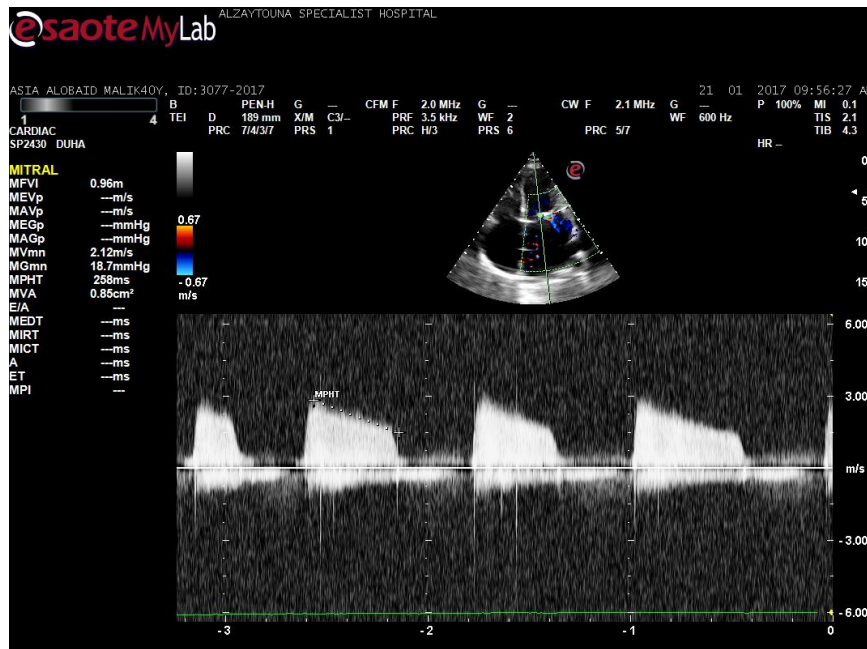 esaote MyLab
ALZAYTOUNA SPECIALIST HOSPITAL
ASIA ALOBAID MALIK40Y, ID:3077-2017 21 01 2017 09:56:27 A
1 4
B PEN-H G — CFM F 2.0 MHz G — CW F 2.1 MHz G — P 100% MI 0.1
TEI D 189 mm X/M C3/-- PRF 3.5 kHz WF 2 WF 600 Hz TIS 2.1
PRC 7/4/3/7 PRS 1 PRC H/3 PRS 6 PRC 5/7 TIB 4.3
CARDIAC
SP2430 DUHA
HR --
MITRAL
MFVI 0.96m
MEVp ---m/s
MAVp ---m/s
MEGp ---mmHg
MAGp ---mmHg
MVmn 2.12m/s
MGmn 18.7mmHg
MPHT 258ms
MVA 0.85cm²
E/A ---
MEDT ---ms
MIRT ---ms
MICT ---ms
A ---ms
ET ---ms
MPI ---
0.67
- 0.67
m/s
e
0
5
10
15
6.00
3.00
m/s
- 3.00
- 6.00
MPHT
-3 -2 -1 0